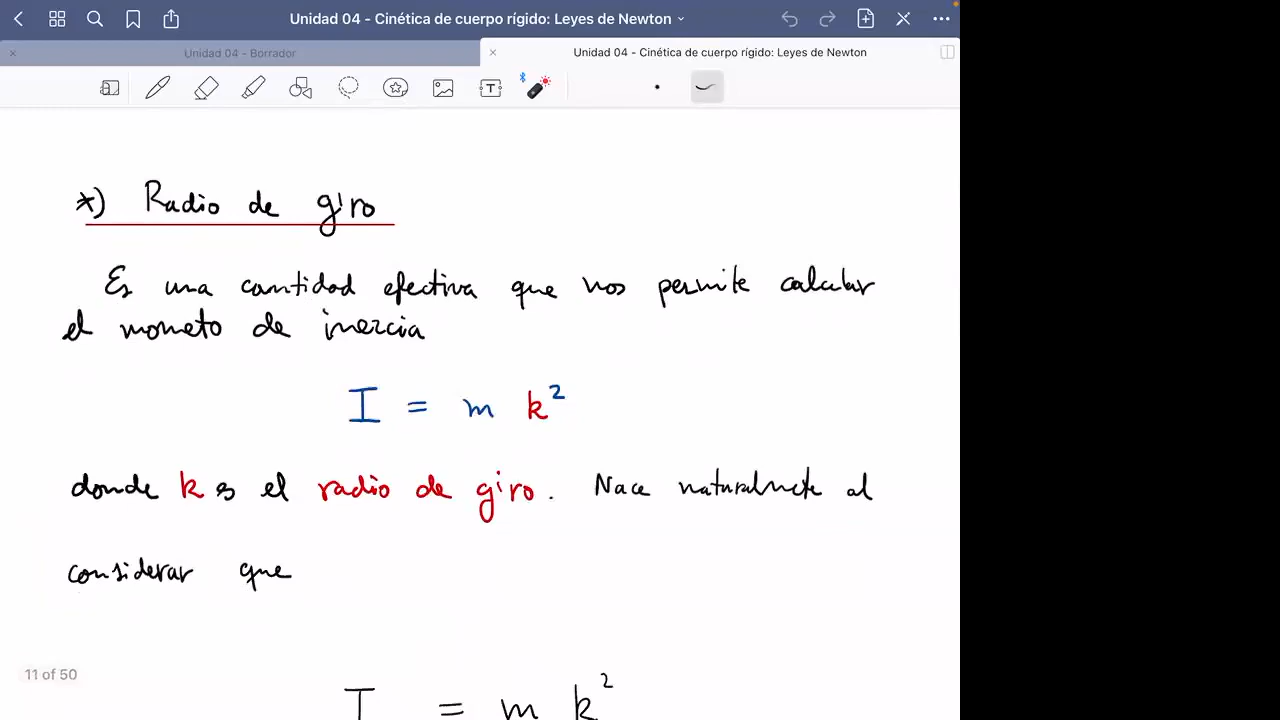 Unidad 04 - Cinética de cuerpo rígido: Leyes de Newton
Unidad 04 - Borrador
Unidad 04 - Cinética de cuerpo rígido: Leyes de Newton
*) Radio de giro
Es una cantidad efectiva que nos permite calcular
el mometo de inercia
I = m k²
donde k es el radio de giro. Nace naturalmete al
considerar que
11 of 50
I = m k²